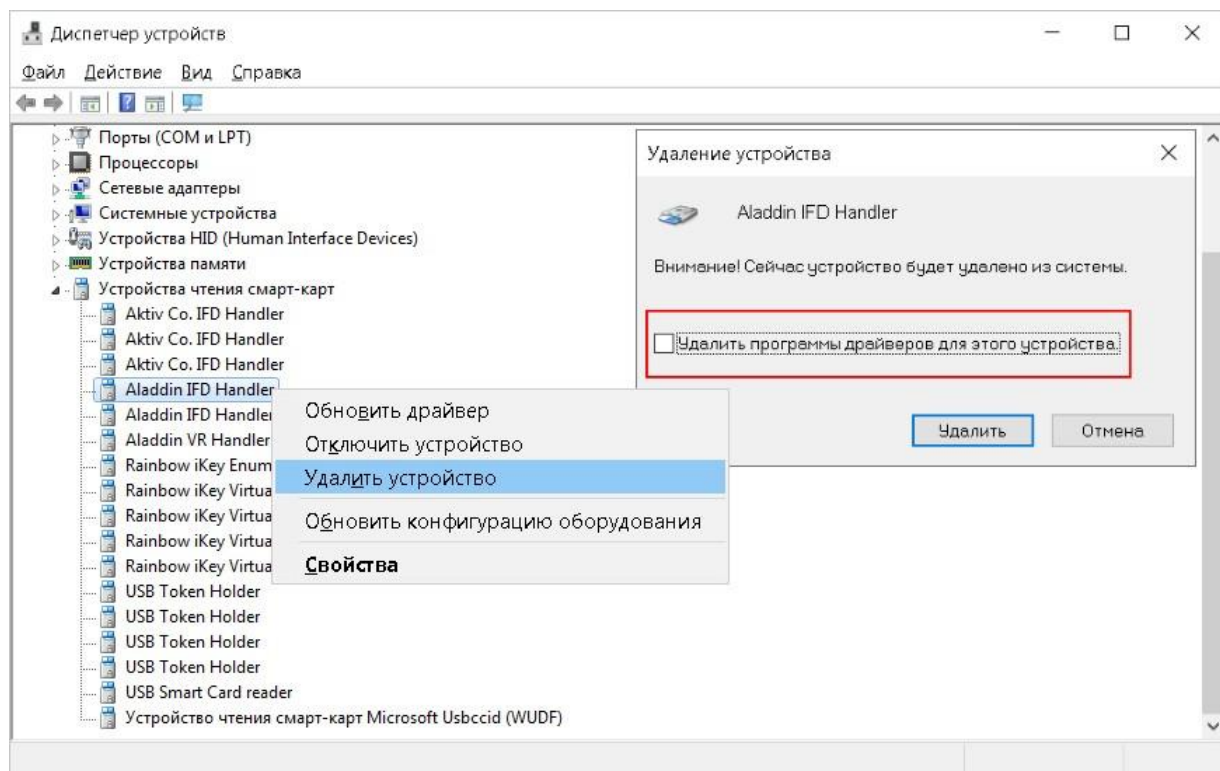 Диспетчер устройств
Файл Действие Вид Справка
Порты (COM и LPT)
Процессоры
Сетевые адаптеры
Системные устройства
Устройства HID (Human Interface Devices)
Устройства памяти
Устройства чтения смарт-карт
Aktiv Co. IFD Handler
Aktiv Co. IFD Handler
Aktiv Co. IFD Handler
Aladdin IFD Handler
Aladdin IFD Handler
Aladdin VR Handler
Rainbow iKey Enum
Rainbow iKey Virtua
Rainbow iKey Virtua
Rainbow iKey Virtua
Rainbow iKey Virtua
USB Token Holder
USB Token Holder
USB Token Holder
USB Token Holder
USB Smart Card reader
Устройство чтения смарт-карт Microsoft Usbccid (WUDF)
Обновить драйвер
Отключить устройство
Удалить устройство
Обновить конфигурацию оборудования
Свойства
Удаление устройства
Aladdin IFD Handler
Внимание! Сейчас устройство будет удалено из системы.
Удалить программы драйверов для этого устройства.
Удалить Отмена